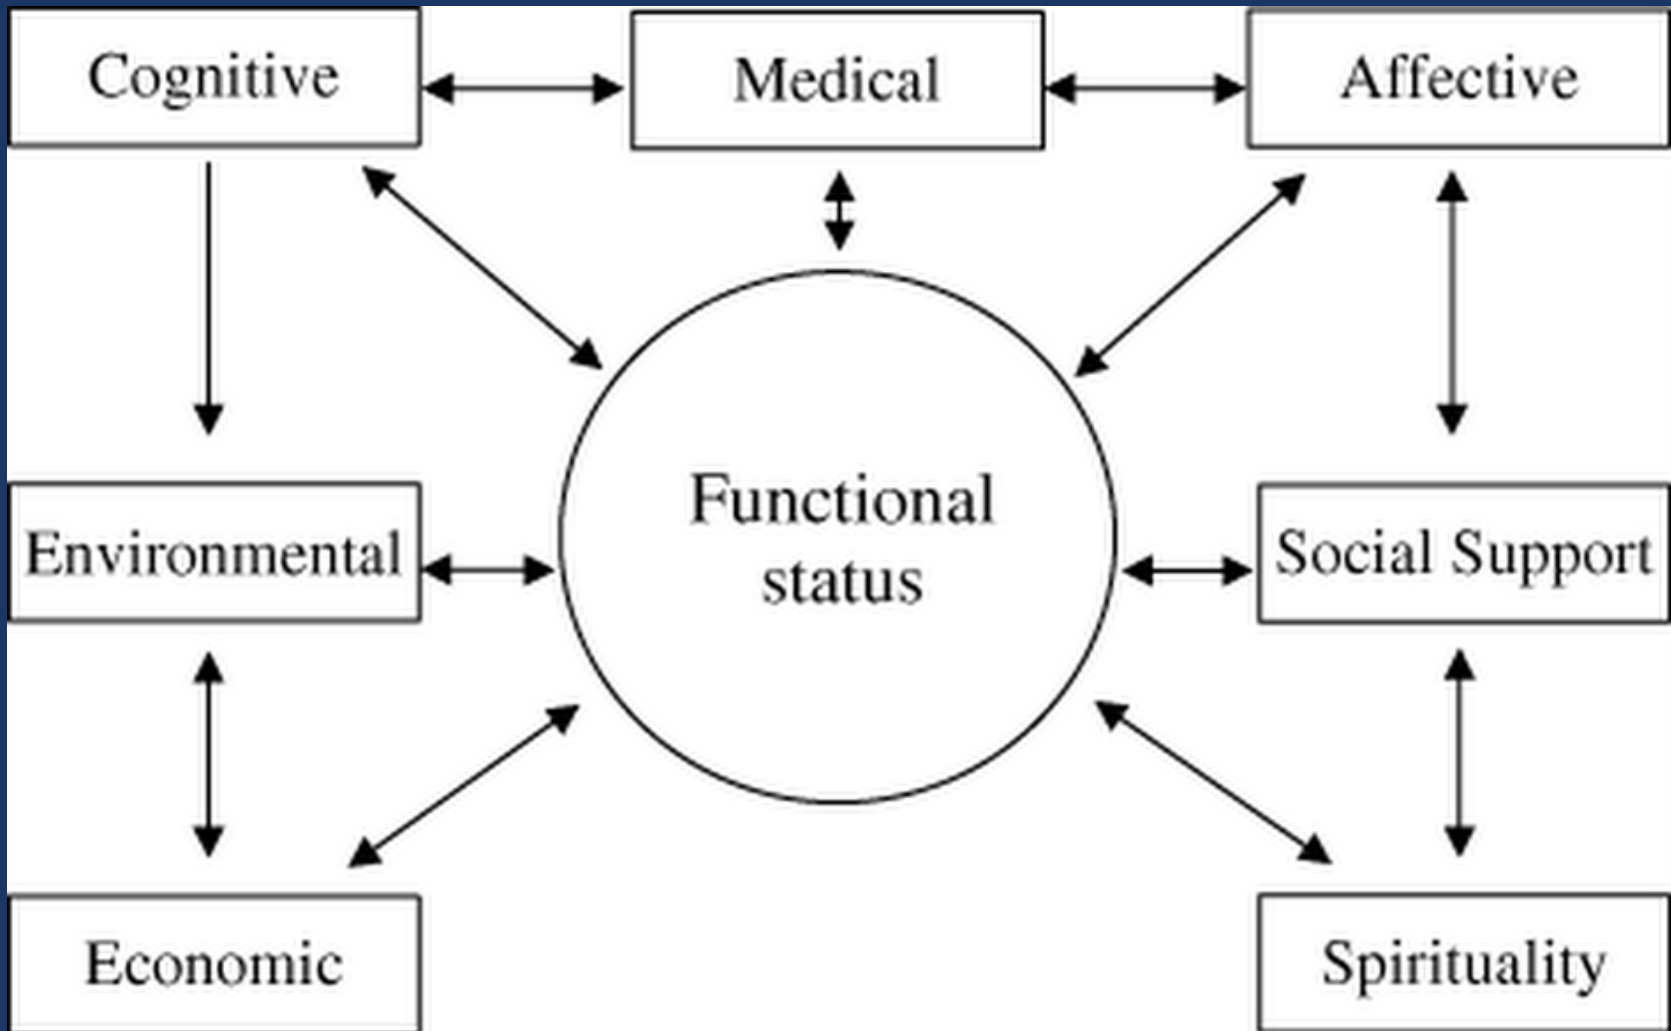 Cognitive
Medical
Affective
Functional
status
Environmental
Social Support
Economic
Spirituality